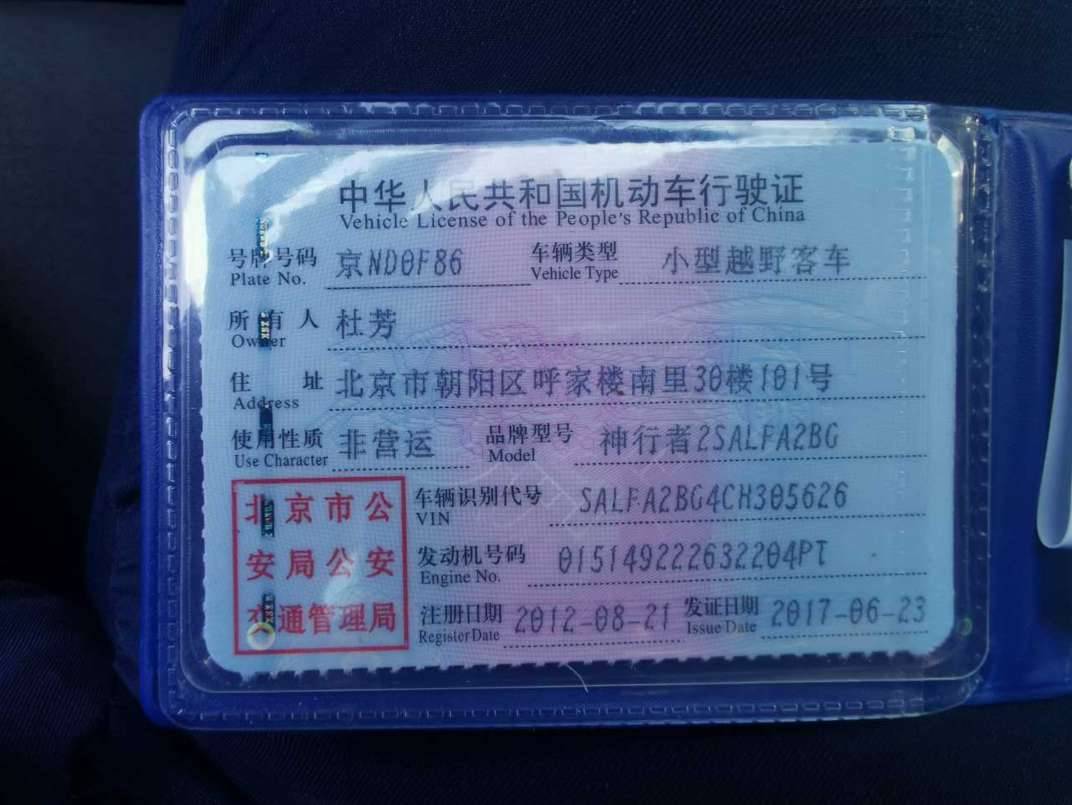 中华人民共和国机动车行驶证
Vehicle License of the People's Republic of China
号牌号码 京ND0F86 车辆类型 小型越野客车
Plate No. Vehicle Type
所有人 杜芳
Owner
住址 北京市朝阳区呼家楼南里30楼101号
Address
使用性质 非营运 品牌型号 神行者2SALFA2BG
Use Character Model
北京市公 车辆识别代号 SALFA2BG4CH305626
VIN
安局公安 发动机号码 015149222632204PT
Engine No.
交通管理局 注册日期 2012-08-21 发证日期 2017-06-23
Register Date Issue Date